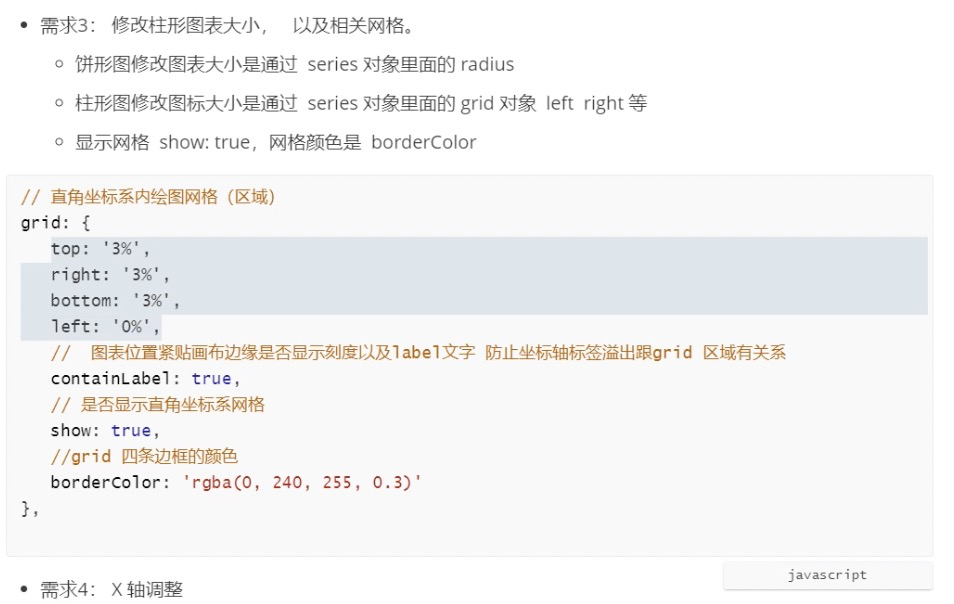 需求3： 修改柱形图表大小， 以及相关网格。
饼形图修改图表大小是通过 series 对象里面的 radius
柱形图修改图标大小是通过 series 对象里面的 grid 对象 left right 等
显示网格 show: true，网格颜色是 borderColor
// 直角坐标系内绘图网格（区域）
grid: {
top: '3%',
right: '3%',
bottom: '3%',
left: '0%',
// 图表位置紧贴画布边缘是否显示刻度以及label文字 防止坐标轴标签溢出跟grid 区域有关系
containLabel: true,
// 是否显示直角坐标系网格
show: true,
//grid 四条边框的颜色
borderColor: 'rgba(0, 240, 255, 0.3)'
},
javascript
需求4： X 轴调整